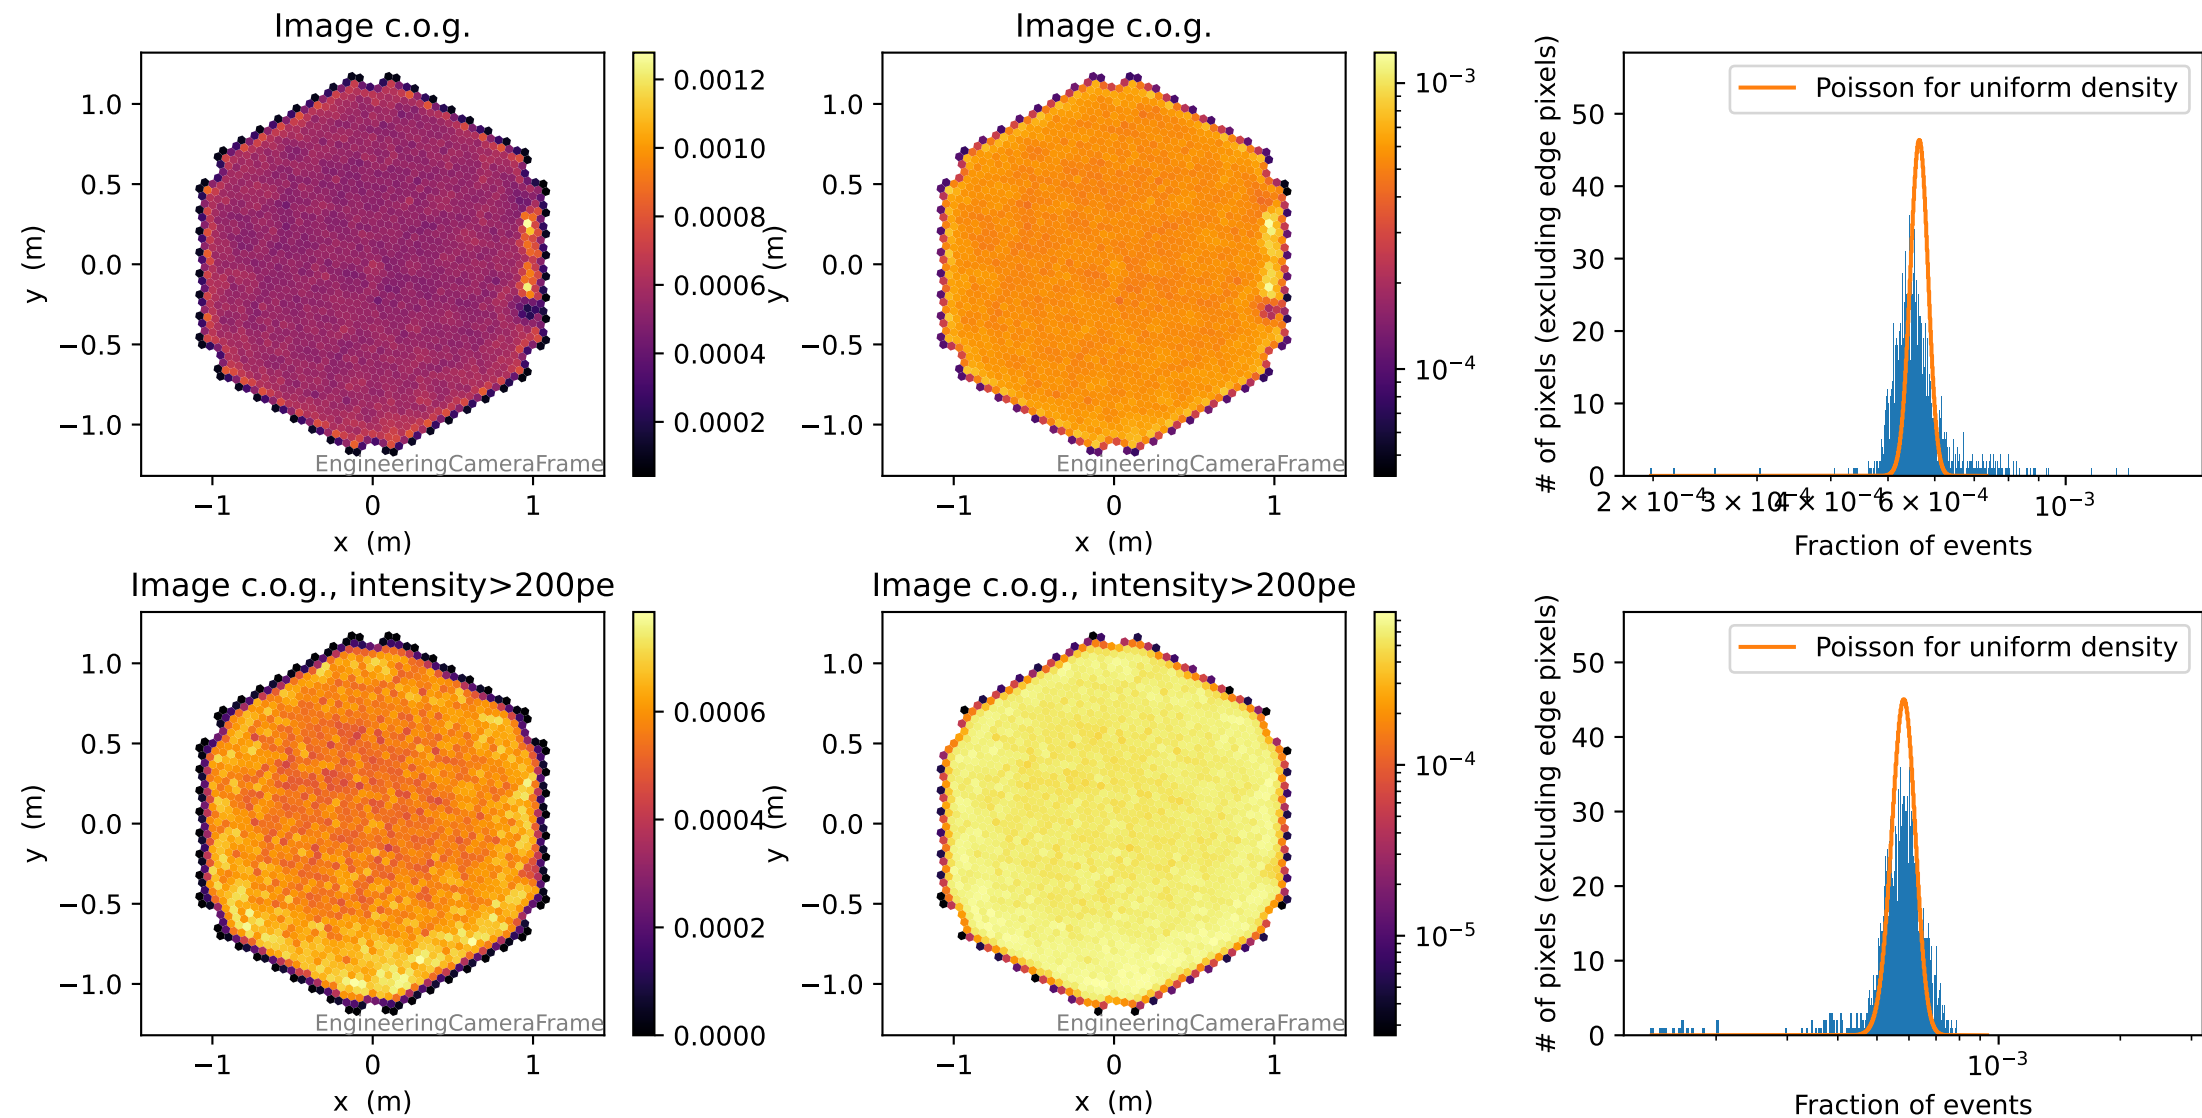 Image c.o.g.
1.0
0.5
0.0
−0.5
−1.0
y (m)
EngineeringCameraFrame
−1 0 1
x (m)
0.0012
0.0010
0.0008
0.0006
0.0004
0.0002
Image c.o.g.
1.0
0.5
0.0
−0.5
−1.0
y (m)
EngineeringCameraFrame
−1 0 1
x (m)
10⁻³
10⁻⁴
# of pixels (excluding edge pixels)
Poisson for uniform density
50
40
30
20
10
0
2 × 10⁻⁴ 3 × 10⁻⁴ 4 × 10⁻⁴ 6 × 10⁻⁴ 10⁻³
Fraction of events
Image c.o.g., intensity>200pe
1.0
0.5
0.0
−0.5
−1.0
y (m)
EngineeringCameraFrame
−1 0 1
x (m)
0.0006
0.0004
0.0002
0.0000
Image c.o.g., intensity>200pe
1.0
0.5
0.0
−0.5
−1.0
y (m)
EngineeringCameraFrame
−1 0 1
x (m)
10⁻⁴
10⁻⁵
# of pixels (excluding edge pixels)
Poisson for uniform density
50
40
30
20
10
0
10⁻³
Fraction of events